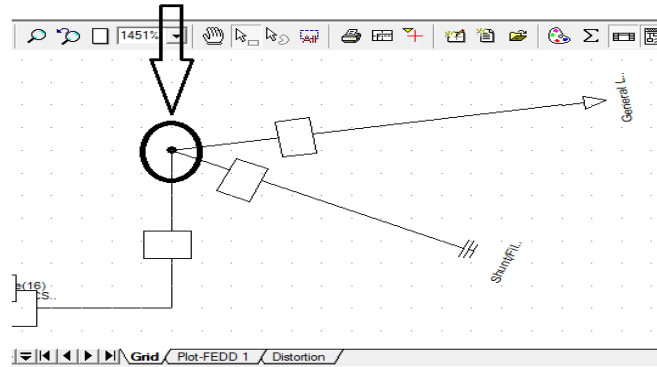 1451%
General L..
Shunt/Fil..
e(16)
CS..
Grid Plot-FEDD 1 Distortion